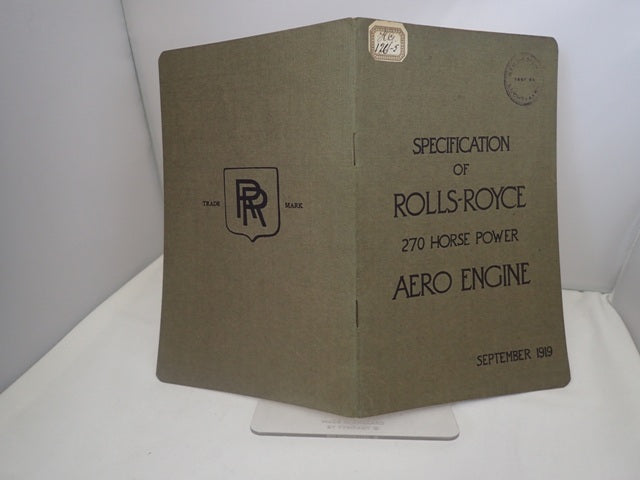 TRADE
RR
MARK
SPECIFICATION
OF
ROLLS-ROYCE
270 HORSE POWER
AERO ENGINE
SEPTEMBER 1919